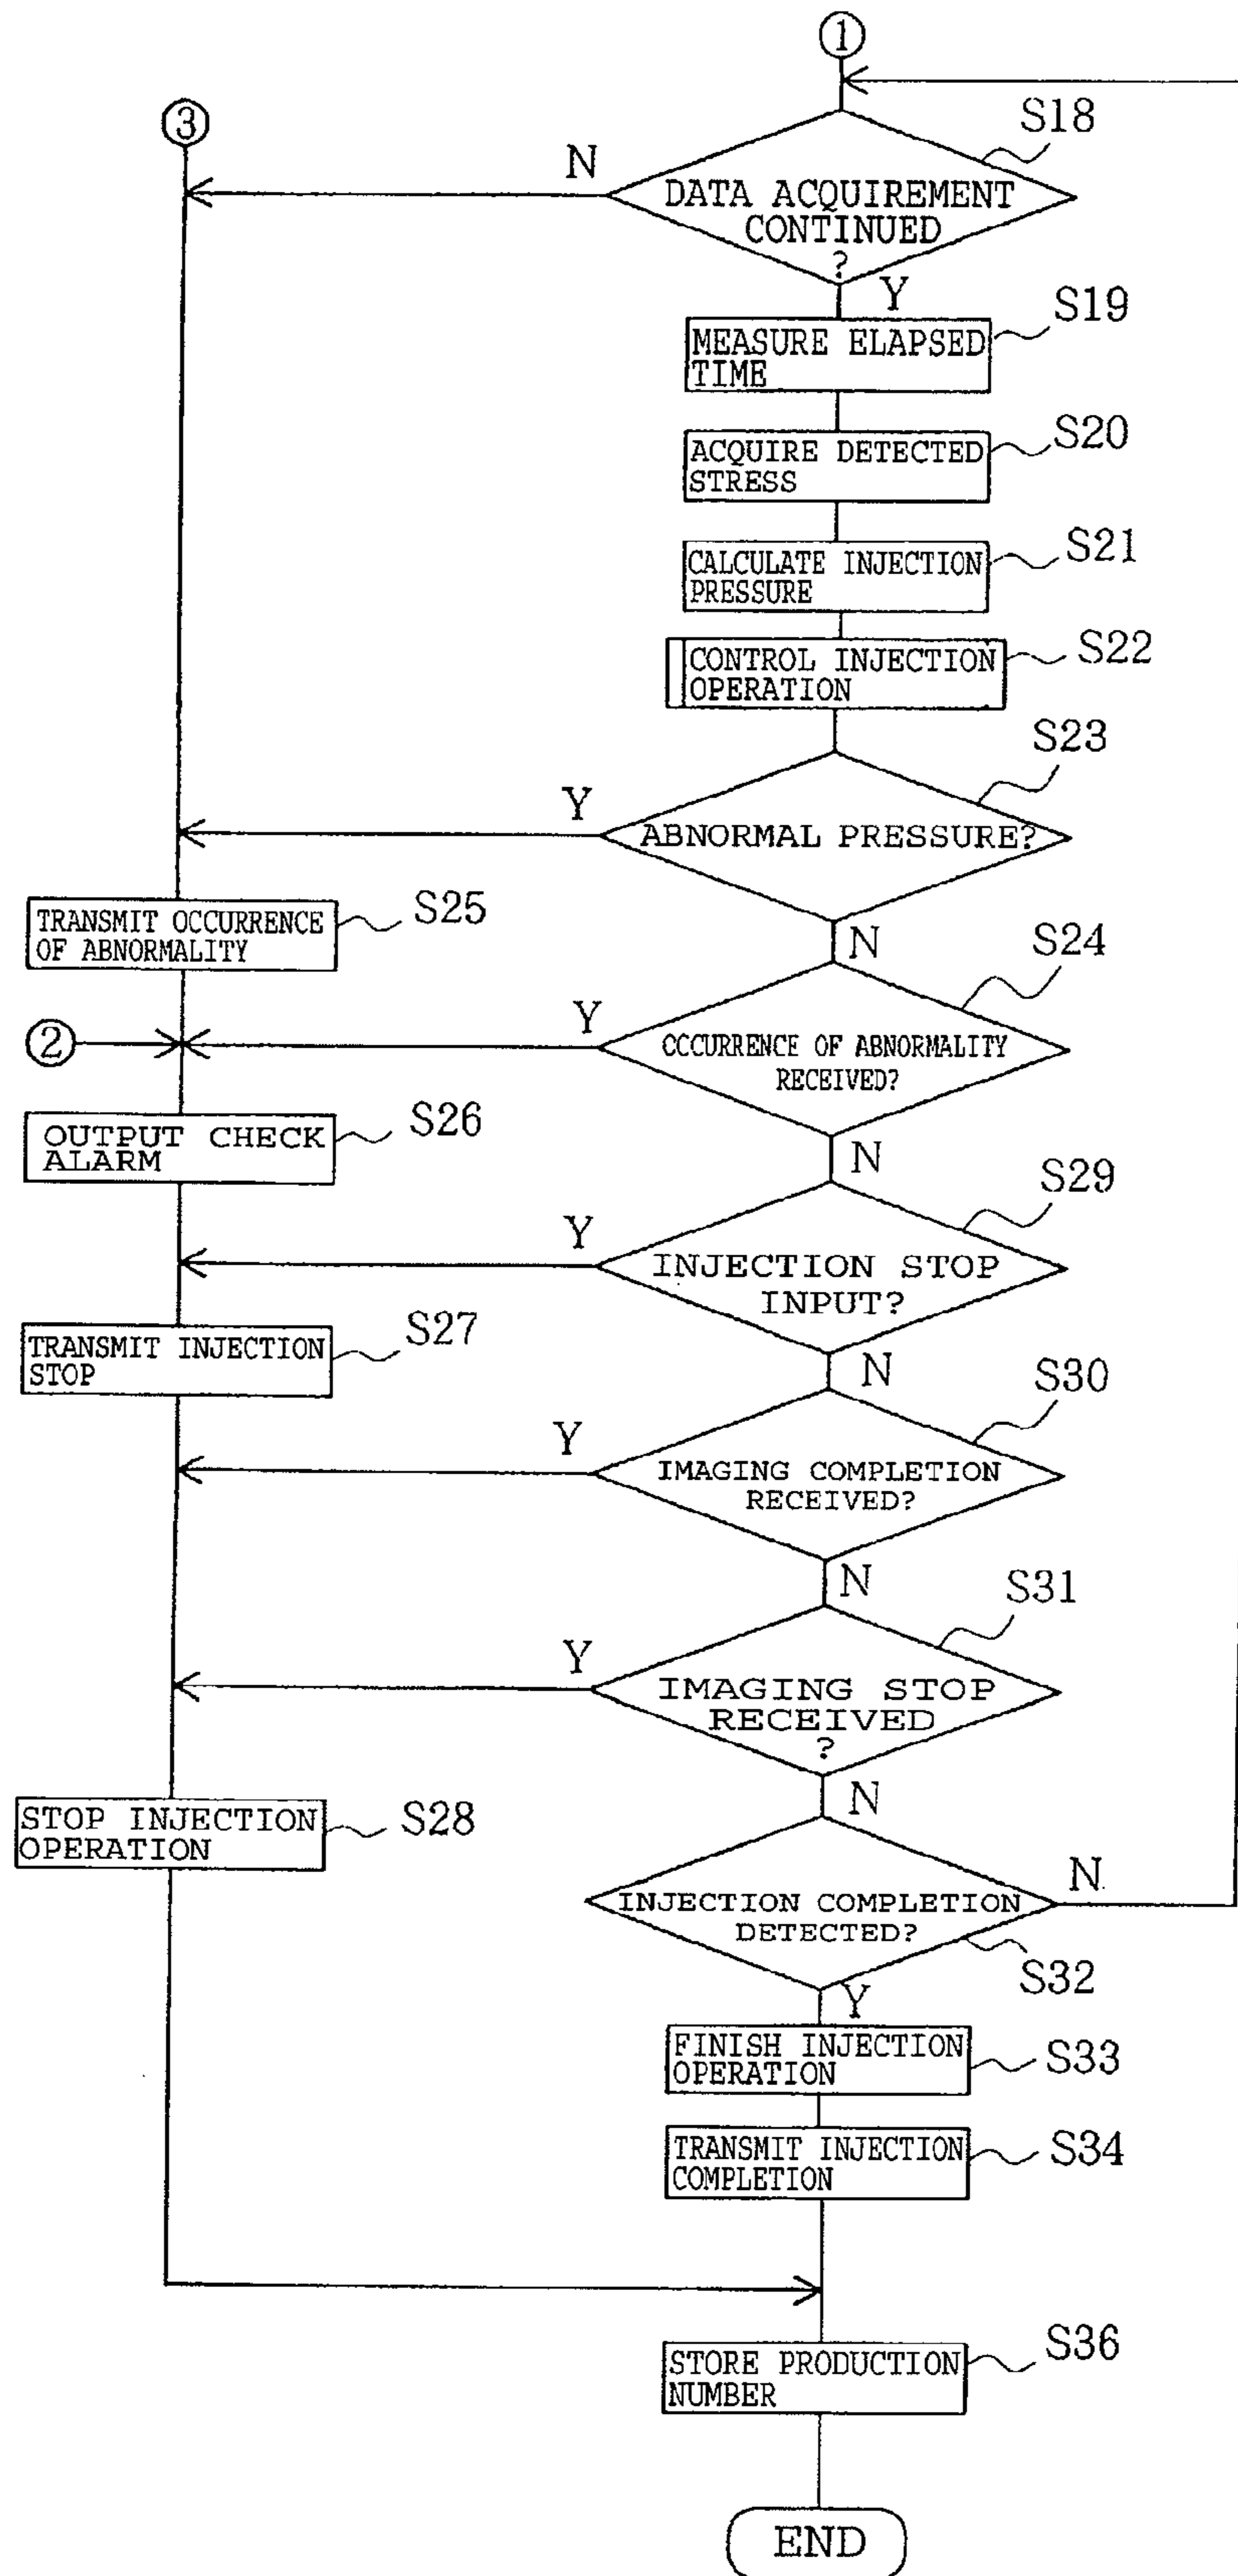 ①
③
S18
N
DATA ACQUIREMENT
CONTINUED
?
Y
S19
MEASURE ELAPSED
TIME
S20
ACQUIRE DETECTED
STRESS
S21
CALCULATE INJECTION
PRESSURE
S22
CONTROL INJECTION
OPERATION
S23
Y
ABNORMAL PRESSURE?
TRANSMIT OCCURRENCE
OF ABNORMALITY
S25
N
S24
②
Y
OCCURRENCE OF ABNORMALITY
RECEIVED?
OUTPUT CHECK
ALARM
S26
N
S29
Y
INJECTION STOP
INPUT?
TRANSMIT INJECTION
STOP
S27
N
S30
Y
IMAGING COMPLETION
RECEIVED?
N
S31
Y
IMAGING STOP
RECEIVED
?
STOP INJECTION
OPERATION
S28
N
N
INJECTION COMPLETION
DETECTED?
S32
Y
FINISH INJECTION
OPERATION
S33
TRANSMIT INJECTION
COMPLETION
S34
STORE PRODUCTION
NUMBER
S36
END